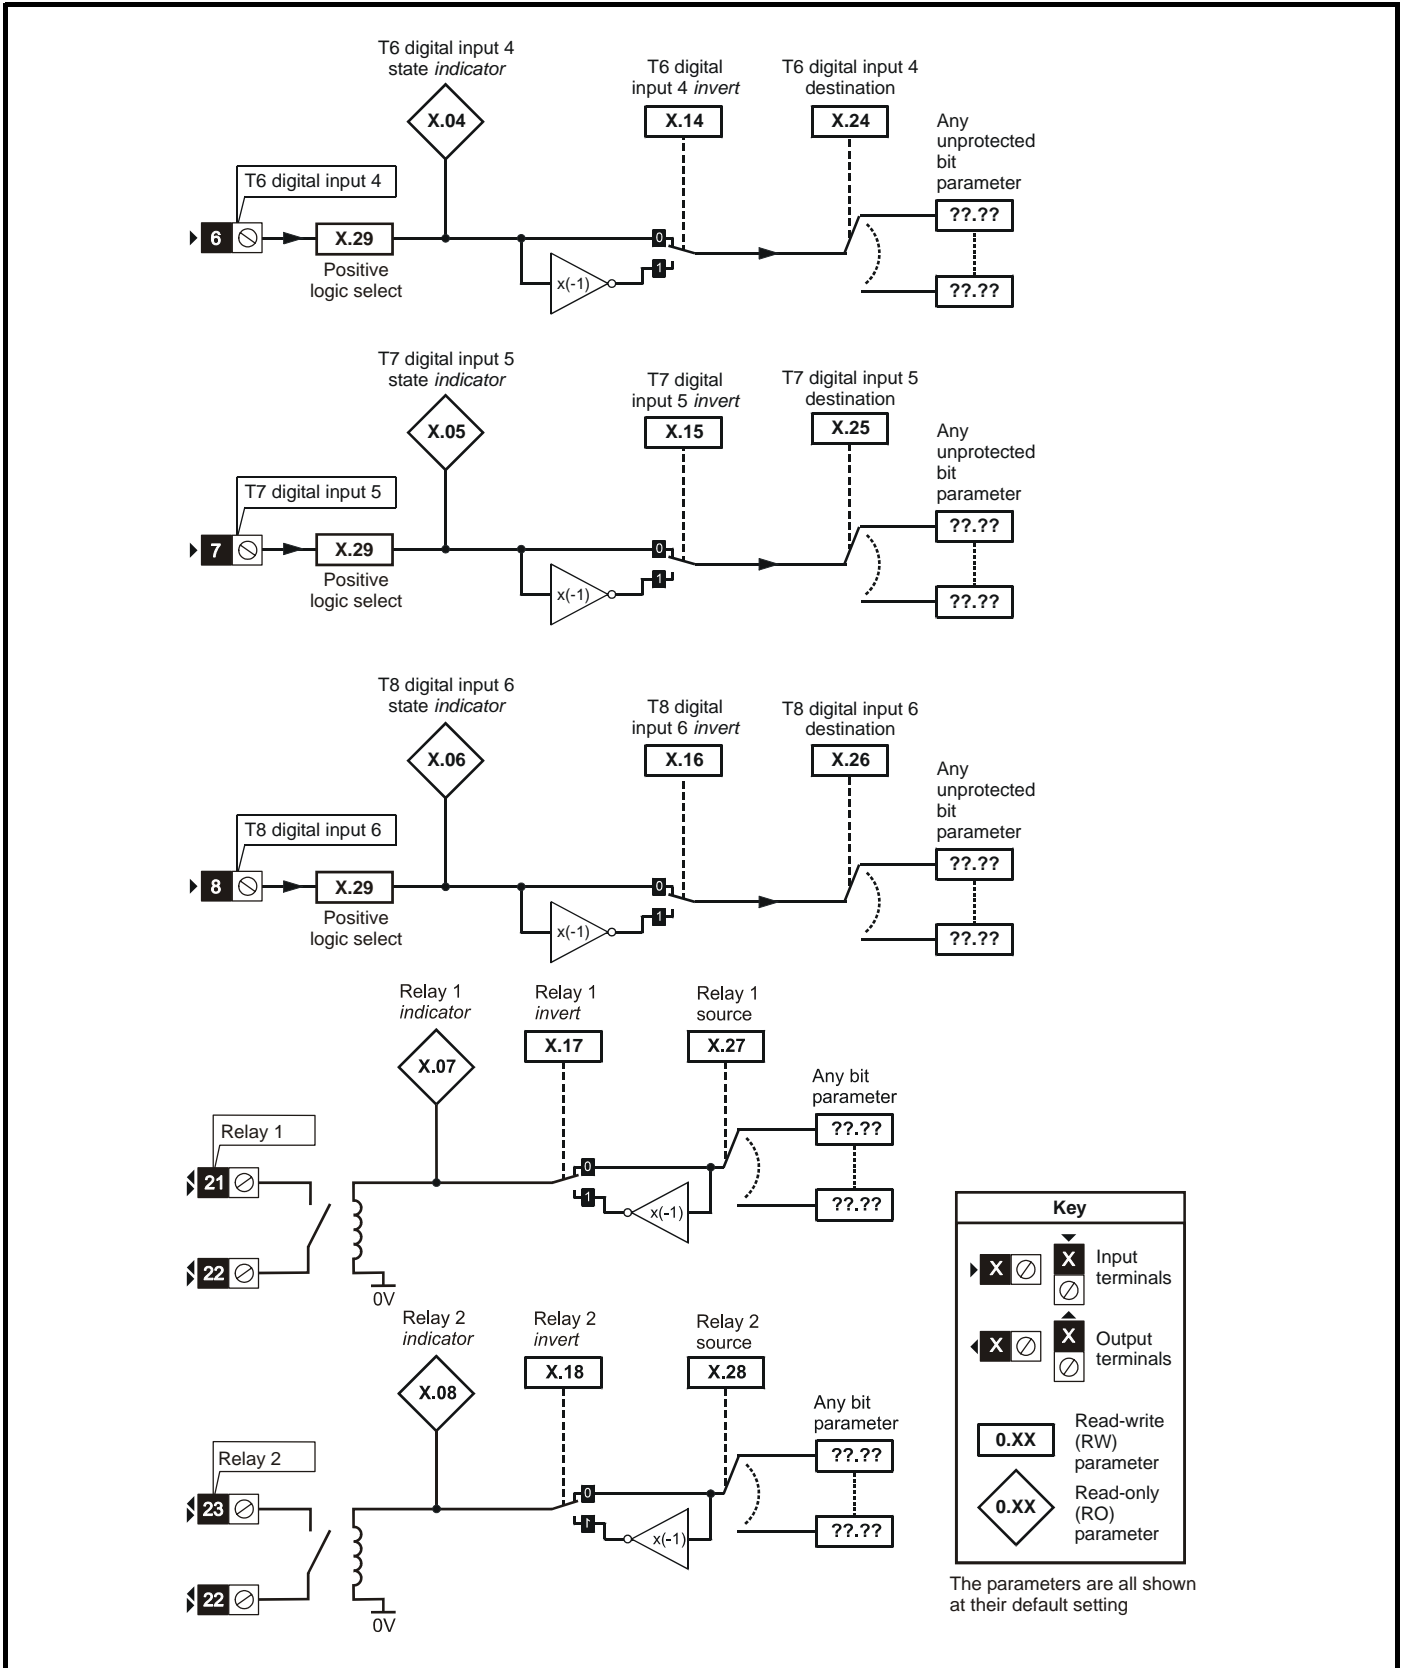 T6 digital input 4
state indicator
T6 digital
input 4 invert
T6 digital input 4
destination
X.04
X.14
X.24
Any
unprotected
bit
parameter
T6 digital input 4
??.??
6
X.29
0
Positive
logic select
x(-1)
1
??.??
T7 digital input 5
state indicator
T7 digital
input 5 invert
T7 digital input 5
destination
X.05
X.15
X.25
Any
unprotected
bit
parameter
T7 digital input 5
??.??
7
X.29
0
Positive
logic select
x(-1)
1
??.??
T8 digital input 6
state indicator
T8 digital
input 6 invert
T8 digital input 6
destination
X.06
X.16
X.26
Any
unprotected
bit
parameter
T8 digital input 6
??.??
8
X.29
0
Positive
logic select
x(-1)
1
??.??
Relay 1
indicator
Relay 1
invert
Relay 1
source
X.07
X.17
X.27
Any bit
parameter
Relay 1
??.??
21
0
1
x(-1)
??.??
22
0V
Relay 2
indicator
Relay 2
invert
Relay 2
source
X.08
X.18
X.28
Any bit
parameter
Relay 2
??.??
23
0
1
x(-1)
??.??
22
0V
Key
X
X
Input
terminals
X
X
Output
terminals
0.XX
Read-write
(RW)
parameter
0.XX
Read-only
(RO)
parameter
The parameters are all shown
at their default setting